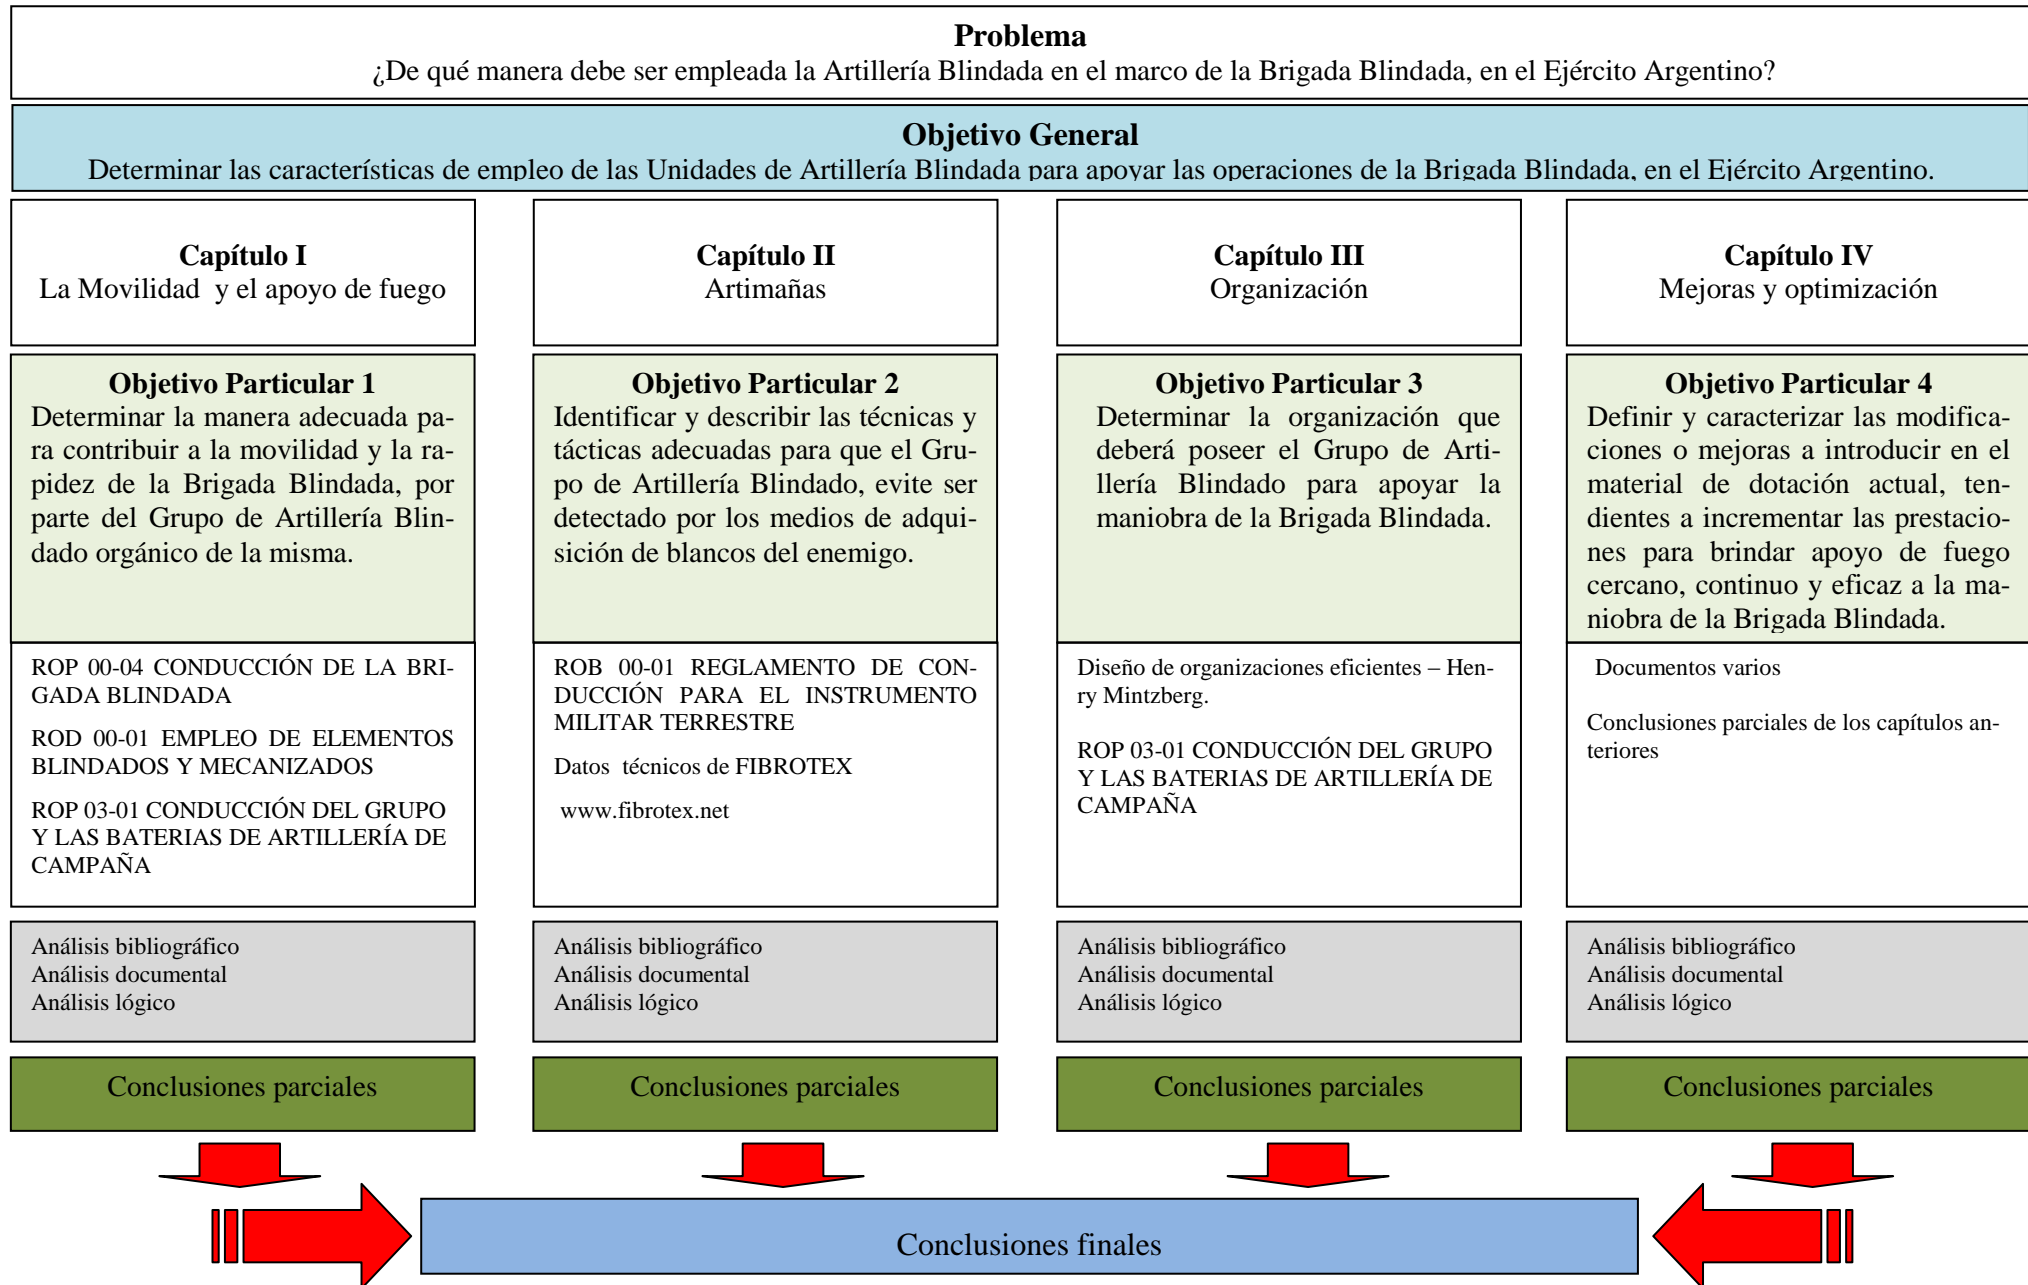 Problema
¿De qué manera debe ser empleada la Artillería Blindada en el marco de la Brigada Blindada, en el Ejército Argentino?
Objetivo General
Determinar las características de empleo de las Unidades de Artillería Blindada para apoyar las operaciones de la Brigada Blindada, en el Ejército Argentino.
Capítulo I
La Movilidad y el apoyo de fuego
Capítulo II
Artimañas
Capítulo III
Organización
Capítulo IV
Mejoras y optimización
Objetivo Particular 1
Determinar la manera adecuada pa-
ra contribuir a la movilidad y la ra-
pidez de la Brigada Blindada, por
parte del Grupo de Artillería Blin-
dado orgánico de la misma.
Objetivo Particular 2
Identificar y describir las técnicas y
tácticas adecuadas para que el Gru-
po de Artillería Blindado, evite ser
detectado por los medios de adqui-
sición de blancos del enemigo.
Objetivo Particular 3
Determinar la organización que
deberá poseer el Grupo de Arti-
llería Blindado para apoyar la
maniobra de la Brigada Blindada.
Objetivo Particular 4
Definir y caracterizar las modifica-
ciones o mejoras a introducir en el
material de dotación actual, ten-
dientes a incrementar las prestacio-
nes para brindar apoyo de fuego
cercano, continuo y eficaz a la ma-
niobra de la Brigada Blindada.
ROP 00-04 CONDUCCIÓN DE LA BRI-
GADA BLINDADA
ROD 00-01 EMPLEO DE ELEMENTOS
BLINDADOS Y MECANIZADOS
ROP 03-01 CONDUCCIÓN DEL GRUPO
Y LAS BATERIAS DE ARTILLERÍA DE
CAMPAÑA
ROB 00-01 REGLAMENTO DE CON-
DUCCIÓN PARA EL INSTRUMENTO
MILITAR TERRESTRE
Datos técnicos de FIBROTEX
www.fibrotex.net
Diseño de organizaciones eficientes – Hen-
ry Mintzberg.
ROP 03-01 CONDUCCIÓN DEL GRUPO
Y LAS BATERIAS DE ARTILLERÍA DE
CAMPAÑA
Documentos varios
Conclusiones parciales de los capítulos an-
teriores
Análisis bibliográfico
Análisis documental
Análisis lógico
Análisis bibliográfico
Análisis documental
Análisis lógico
Análisis bibliográfico
Análisis documental
Análisis lógico
Análisis bibliográfico
Análisis documental
Análisis lógico
Conclusiones parciales
Conclusiones parciales
Conclusiones parciales
Conclusiones parciales
Conclusiones finales